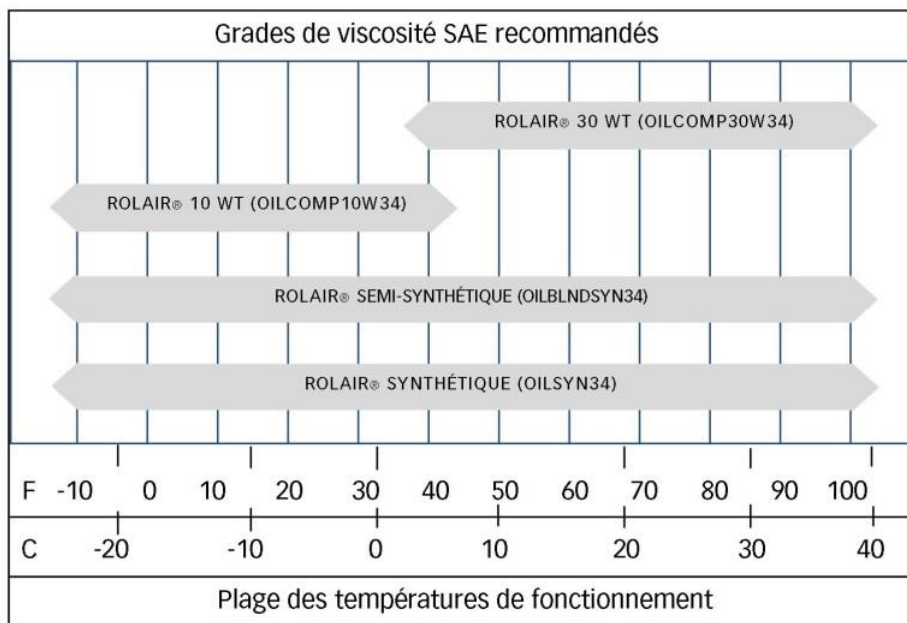 Grades de viscosité SAE recommandés
ROLAIR® 30 WT (OILCOMP30W34)
ROLAIR® 10 WT (OILCOMP10W34)
ROLAIR® SEMI-SYNTHÉTIQUE (OILBLNDSYN34)
ROLAIR® SYNTHÉTIQUE (OILSYN34)
F -10 0 10 20 30 40 50 60 70 80 90 100
C -20 -10 0 10 20 30 40
Plage des températures de fonctionnement